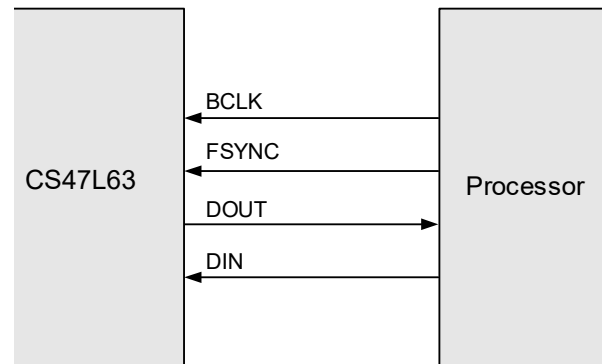 BCLK
FSYNC
CS47L63
Processor
DOUT
DIN